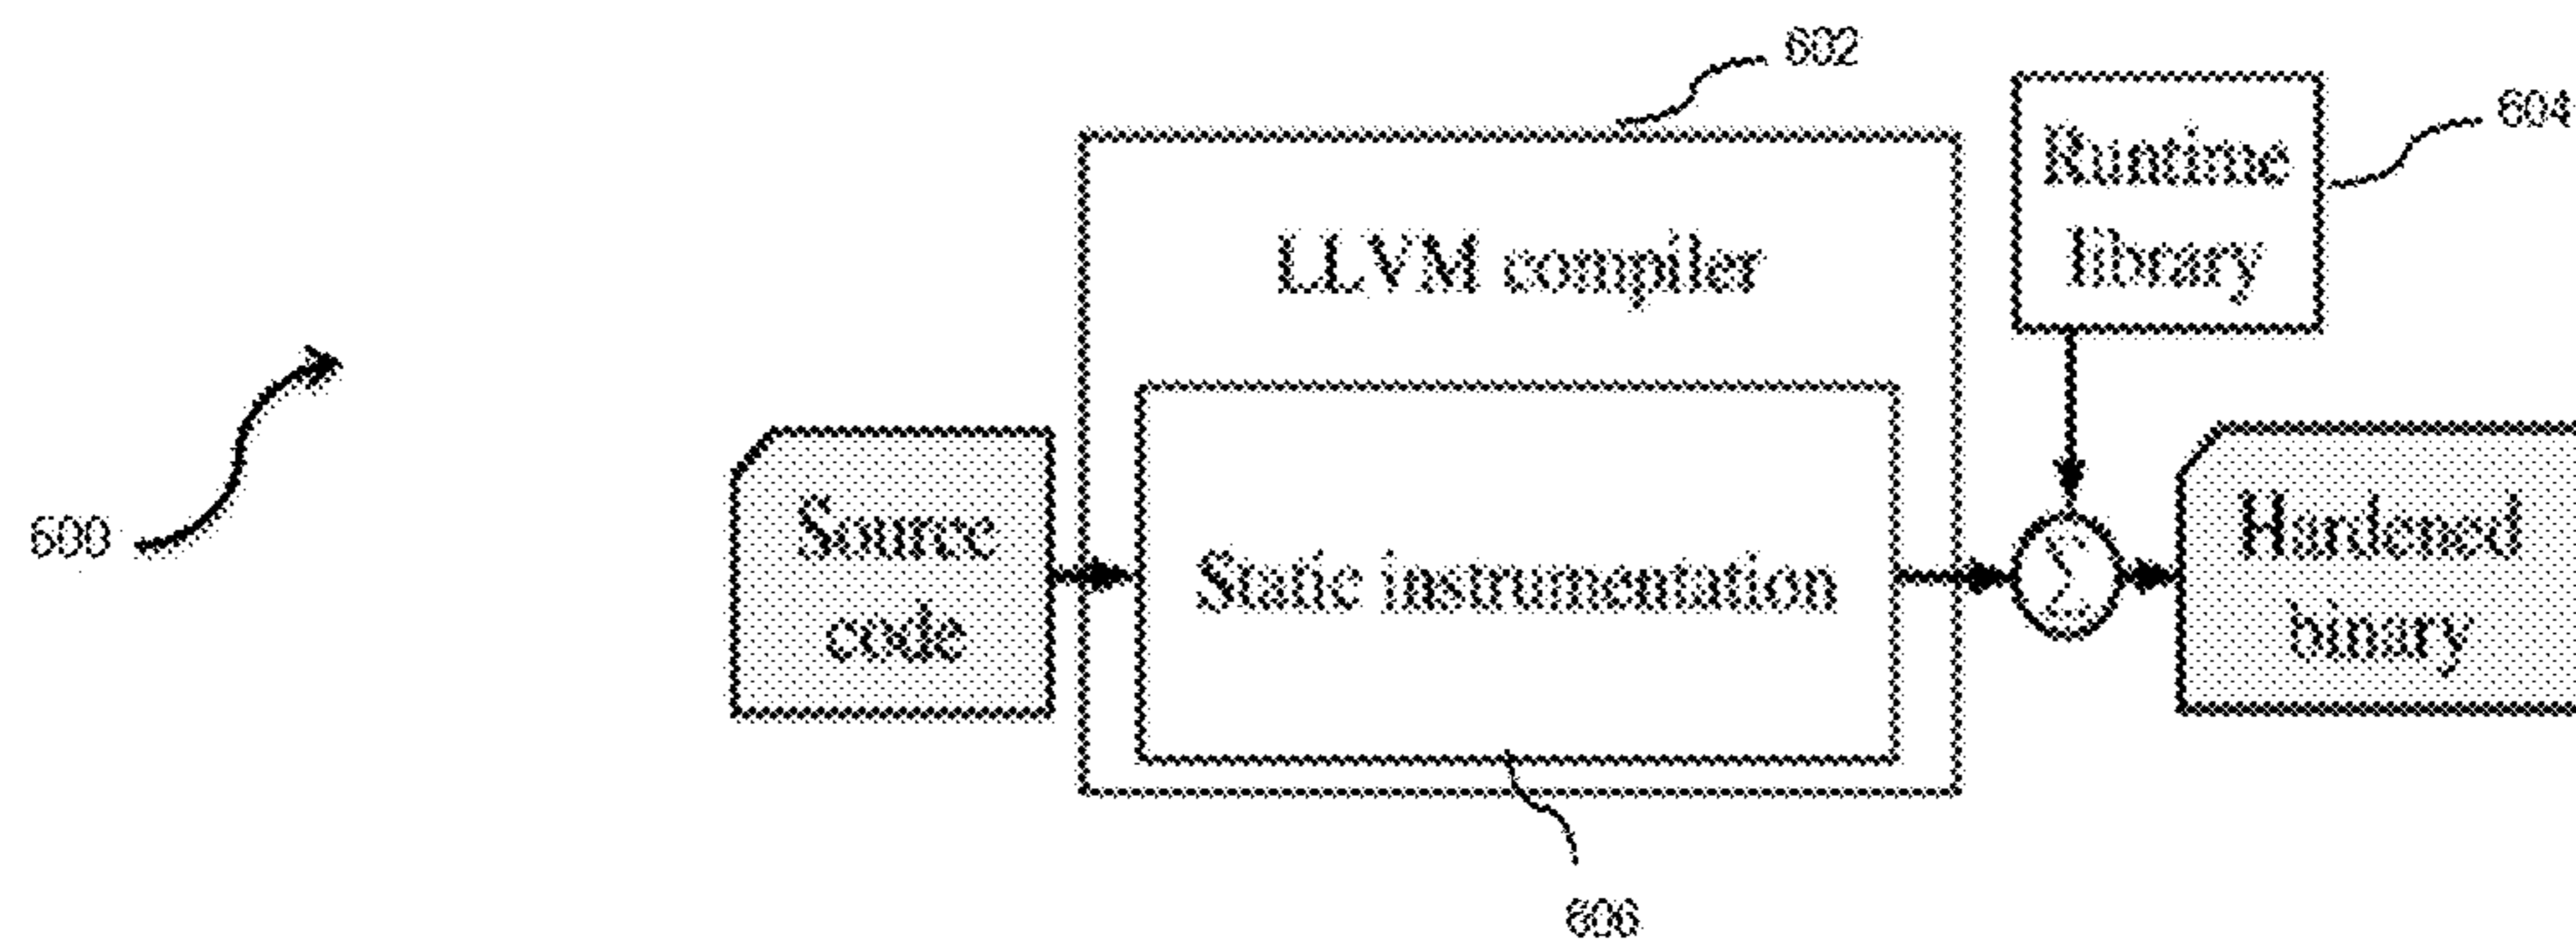 602
604
Runtime
library
LLVM compiler
600
Source
code
Static instrumentation
Σ
Hardened
binary
606